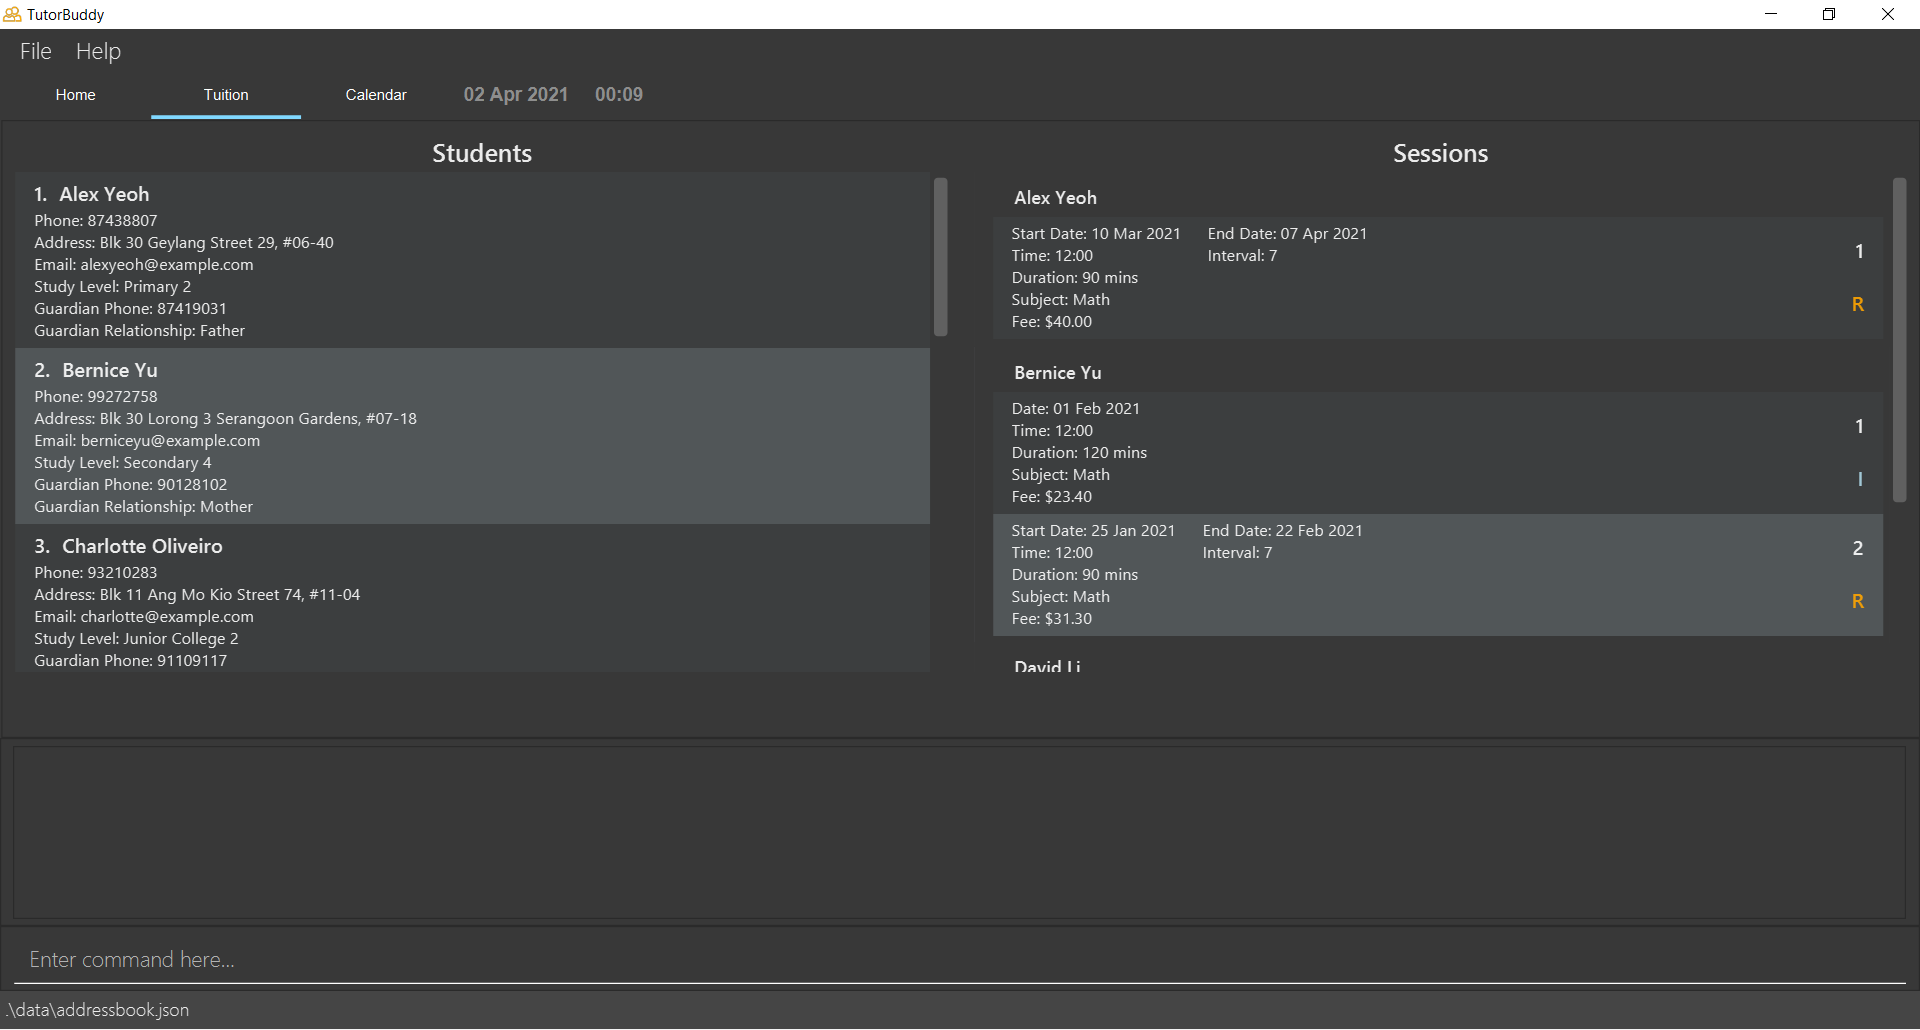 TutorBuddy
File Help
Home Tuition Calendar 02 Apr 2021 00:09
Students
1. Alex Yeoh
Phone: 87438807
Address: Blk 30 Geylang Street 29, #06-40
Email: alexyeoh@example.com
Study Level: Primary 2
Guardian Phone: 87419031
Guardian Relationship: Father
2. Bernice Yu
Phone: 99272758
Address: Blk 30 Lorong 3 Serangoon Gardens, #07-18
Email: berniceyu@example.com
Study Level: Secondary 4
Guardian Phone: 90128102
Guardian Relationship: Mother
3. Charlotte Oliveiro
Phone: 93210283
Address: Blk 11 Ang Mo Kio Street 74, #11-04
Email: charlotte@example.com
Study Level: Junior College 2
Guardian Phone: 91109117
Sessions
Alex Yeoh
Start Date: 10 Mar 2021 End Date: 07 Apr 2021
Time: 12:00 Interval: 7
1
Duration: 90 mins
Subject: Math
R
Fee: $40.00
Bernice Yu
Date: 01 Feb 2021
Time: 12:00
1
Duration: 120 mins
Subject: Math
I
Fee: $23.40
Start Date: 25 Jan 2021 End Date: 22 Feb 2021
Time: 12:00 Interval: 7
2
Duration: 90 mins
Subject: Math
R
Fee: $31.30
David Li
Enter command here...
.\data\addressbook.json